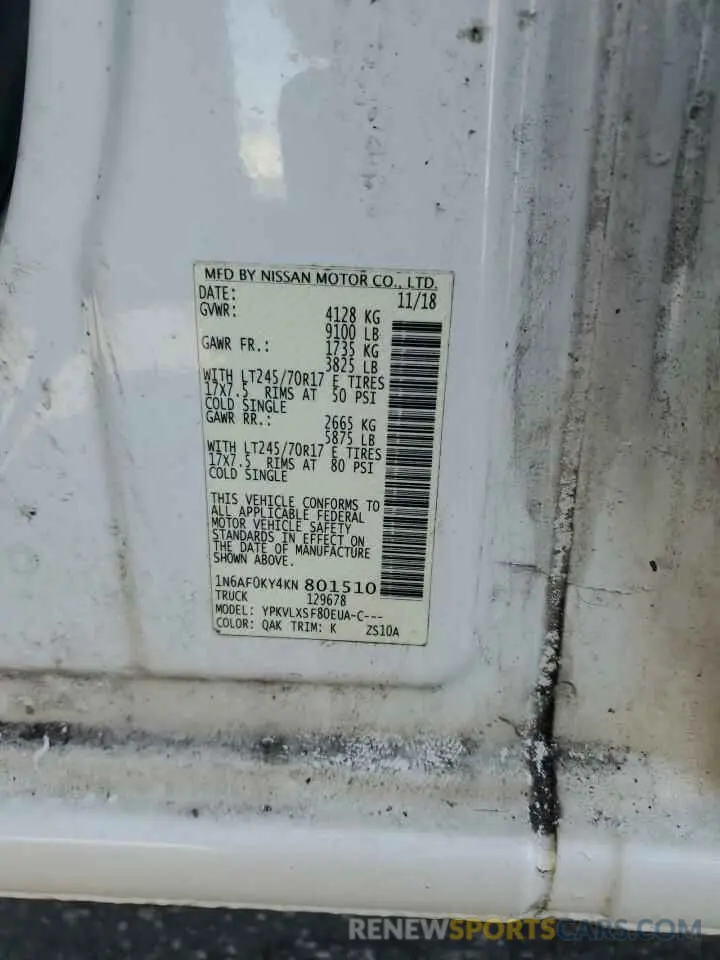 MFD BY NISSAN MOTOR CO., LTD.
DATE: 11/18
GVWR: 4128 KG
9100 LB
GAWR FR.: 1735 KG
3825 LB
WITH LT245/70R17 E TIRES
17X7.5 RIMS AT 50 PSI
COLD SINGLE
GAWR RR.: 2665 KG
5875 LB
WITH LT245/70R17 E TIRES
17X7.5 RIMS AT 80 PSI
COLD SINGLE
THIS VEHICLE CONFORMS TO
ALL APPLICABLE FEDERAL
MOTOR VEHICLE SAFETY
STANDARDS IN EFFECT ON
THE DATE OF MANUFACTURE
SHOWN ABOVE.
1N6AF0KY4KN 801510
TRUCK 129678
MODEL: YPKVLXSF80EUA-C---
COLOR: QAK TRIM: K ZS10A
RENEWSPORTSCARS.COM